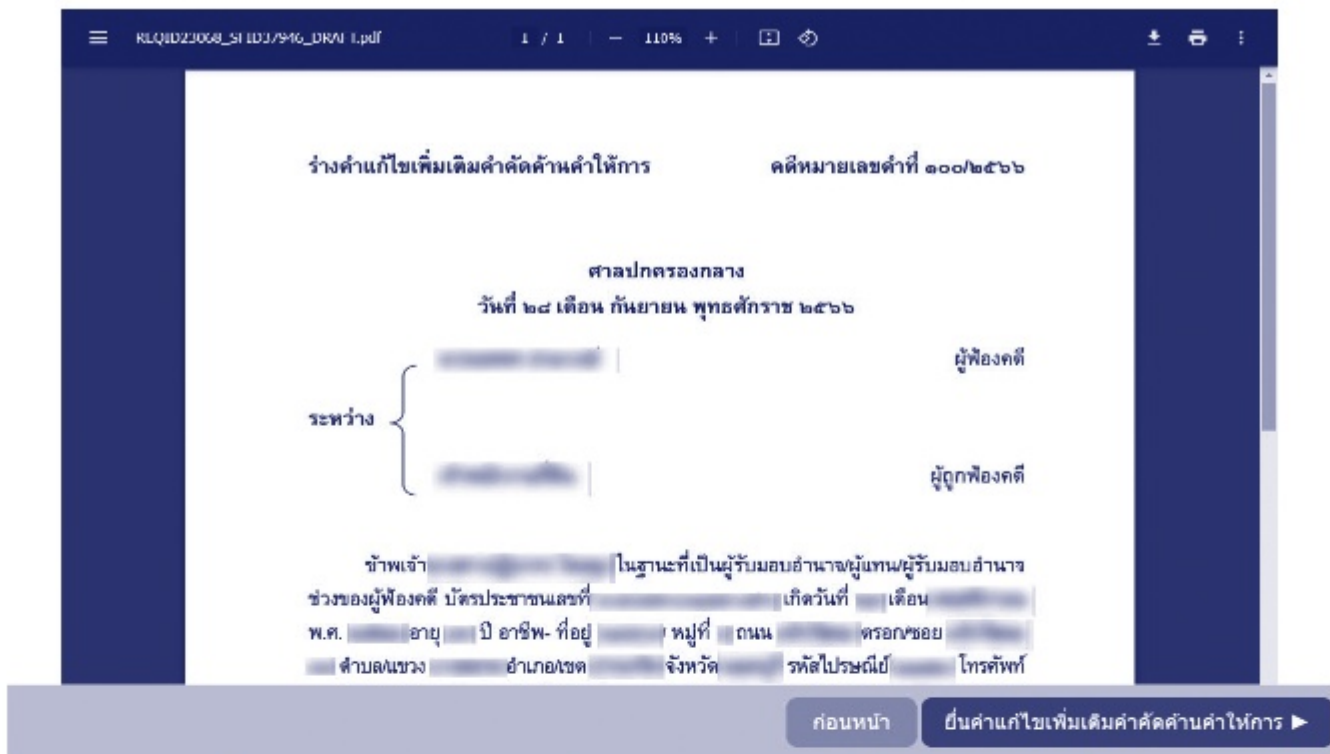 REQID23068_SFID37946_DRAFT.pdf 1 / 1 110%
ร่างคำแก้ไขเพิ่มเติมคำคัดค้านคำให้การ คดีหมายเลขดำที่ ๑๐๐/๒๕๖๖
ศาลปกครองกลาง
วันที่ ๒๘ เดือน กันยายน พุทธศักราช ๒๕๖๖
ผู้ฟ้องคดี
ระหว่าง
ผู้ถูกฟ้องคดี
ข้าพเจ้า ในฐานะที่เป็นผู้รับมอบอำนาจ/ผู้แทน/ผู้รับมอบอำนาจ
ช่วงของผู้ฟ้องคดี บัตรประชาชนเลขที่ เกิดวันที่ เดือน
พ.ศ. อายุ ปี อาชีพ- ที่อยู่ หมู่ที่ ถนน ตรอก/ซอย
ตำบล/แขวง อำเภอ/เขต จังหวัด รหัสไปรษณีย์ โทรศัพท์
ก่อนหน้า ยื่นคำแก้ไขเพิ่มเติมคำคัดค้านคำให้การ ▶